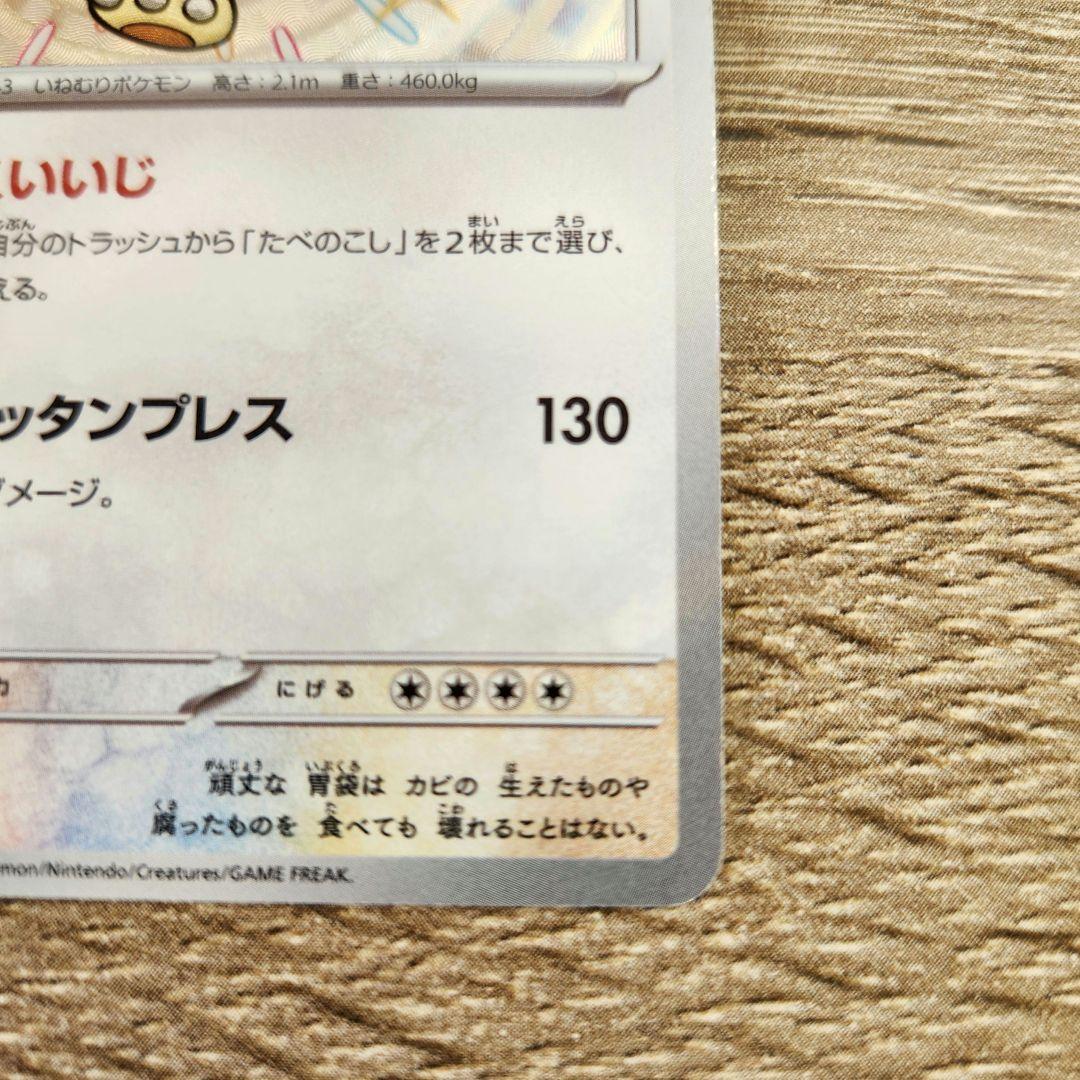 43 いねむりポケモン 高さ：2.1m 重さ：460.0kg
いいじ
自分のトラッシュから「たべのこし」を2枚まで選び、
える。
ッタンプレス 130
ダメージ。
にげる
頑丈な 胃袋は カビの 生えたものや
腐ったものを 食べても 壊れることはない。
mon/Nintendo/Creatures/GAME FREAK.